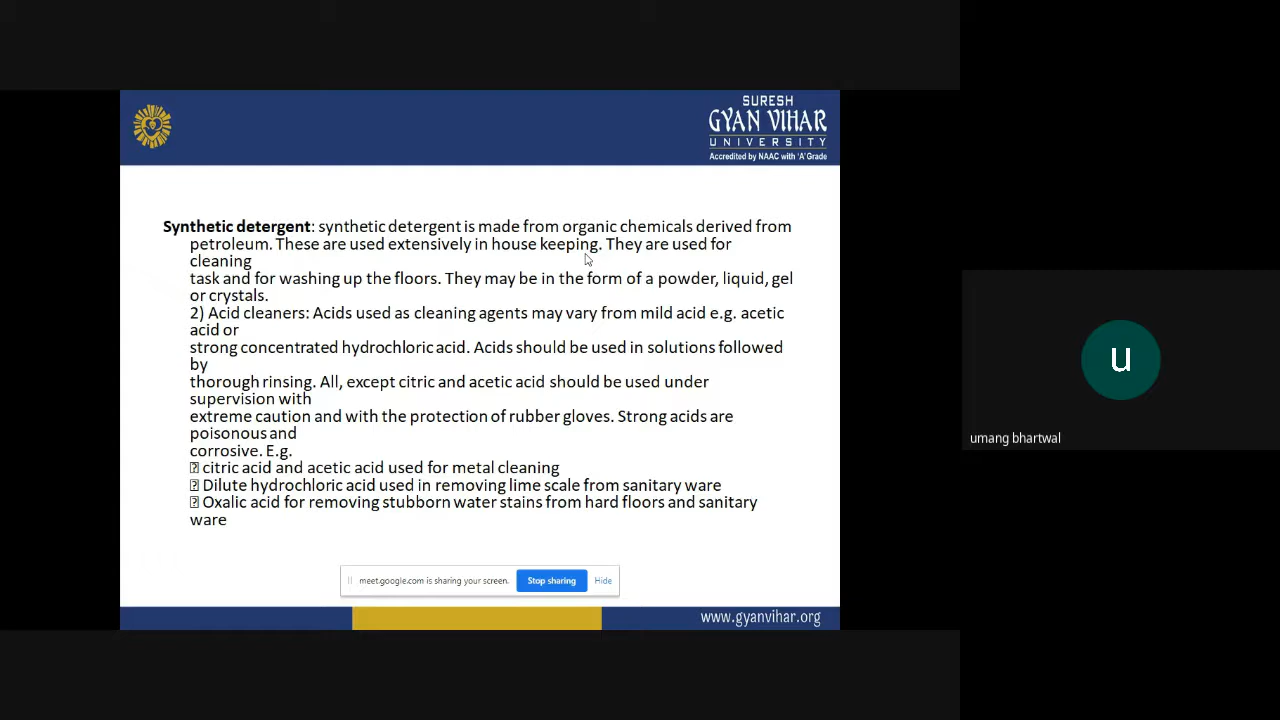 SURESH
GYAN VIHAR
UNIVERSITY
Accredited by NAAC with 'A' Grade
Synthetic detergent: synthetic detergent is made from organic chemicals derived from
petroleum. These are used extensively in house keeping. They are used for
cleaning
task and for washing up the floors. They may be in the form of a powder, liquid, gel
or crystals.
2) Acid cleaners: Acids used as cleaning agents may vary from mild acid e.g. acetic
acid or
strong concentrated hydrochloric acid. Acids should be used in solutions followed
by
thorough rinsing. All, except citric and acetic acid should be used under
supervision with
extreme caution and with the protection of rubber gloves. Strong acids are
poisonous and
corrosive. E.g.
citric acid and acetic acid used for metal cleaning
Dilute hydrochloric acid used in removing lime scale from sanitary ware
Oxalic acid for removing stubborn water stains from hard floors and sanitary
ware
meet.google.com is sharing your screen. Stop sharing Hide
www.gyanvihar.org
u
umang bhartwal